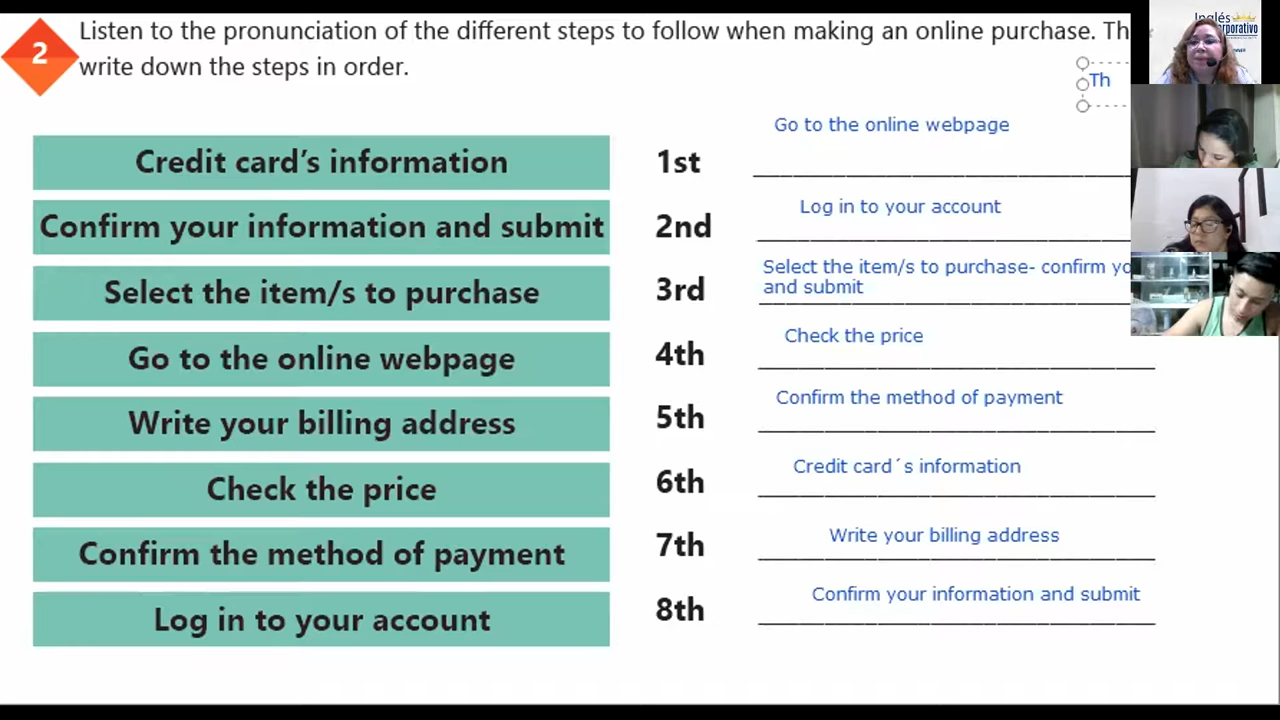 2
Listen to the pronunciation of the different steps to follow when making an online purchase.
write down the steps in order.
Th
Credit card's information
Confirm your information and submit
Select the item/s to purchase
Go to the online webpage
Write your billing address
Check the price
Confirm the method of payment
Log in to your account
1st Go to the online webpage
2nd Log in to your account
3rd Select the item/s to purchase- confirm
and submit
4th Check the price
5th Confirm the method of payment
6th Credit card´s information
7th Write your billing address
8th Confirm your information and submit
Inglés